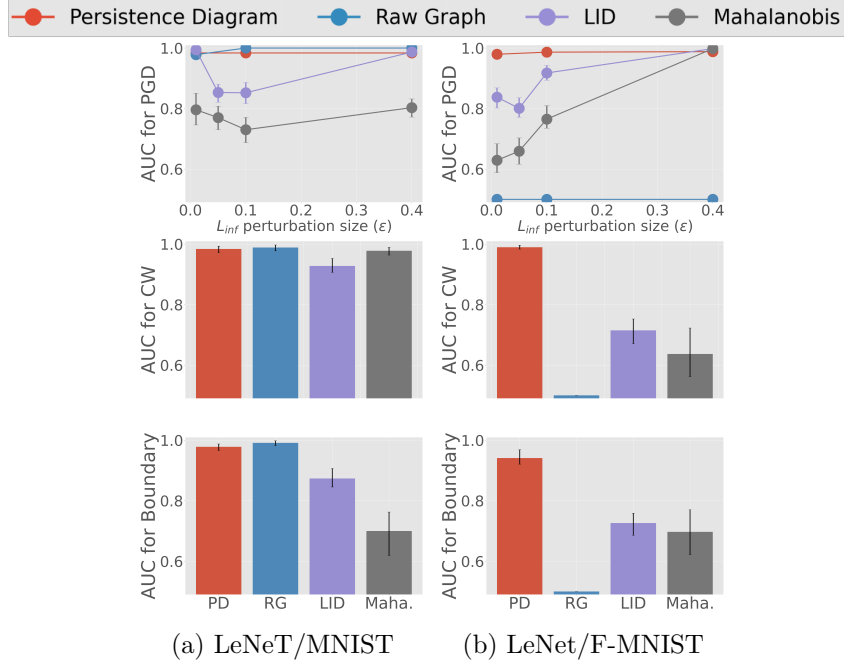 Persistence Diagram Raw Graph LID Mahalanobis
AUC for PGD
1.0
0.8
0.6
0.0 0.1 0.2 0.3 0.4
L_inf perturbation size (ε)
AUC for PGD
1.0
0.8
0.6
0.0 0.1 0.2 0.3 0.4
L_inf perturbation size (ε)
AUC for CW
1.0
0.8
0.6
AUC for CW
1.0
0.8
0.6
AUC for Boundary
1.0
0.8
0.6
PD RG LID Maha.
AUC for Boundary
1.0
0.8
0.6
PD RG LID Maha.
(a) LeNeT/MNIST
(b) LeNet/F-MNIST